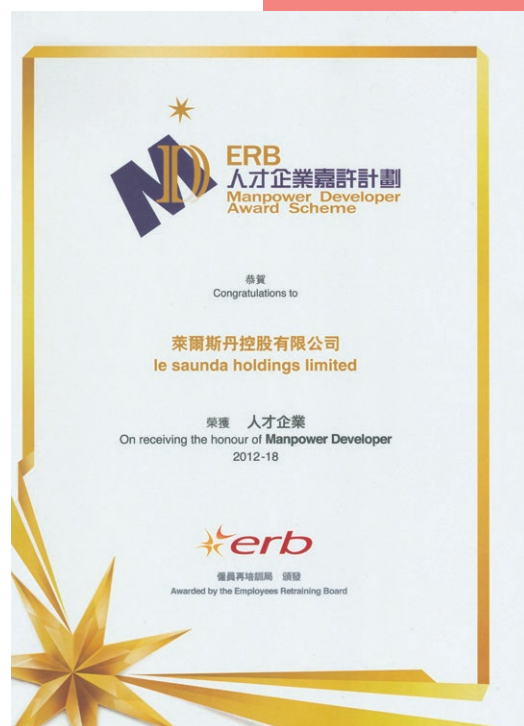 MD
ERB
人才企業嘉許計劃
Manpower Developer
Award Scheme
恭賀
Congratulations to
萊爾斯丹控股有限公司
le saunda holdings limited
榮獲 人才企業
On receiving the honour of Manpower Developer
2012-18
erb
僱員再培訓局 頒發
Awarded by the Employees Retraining Board